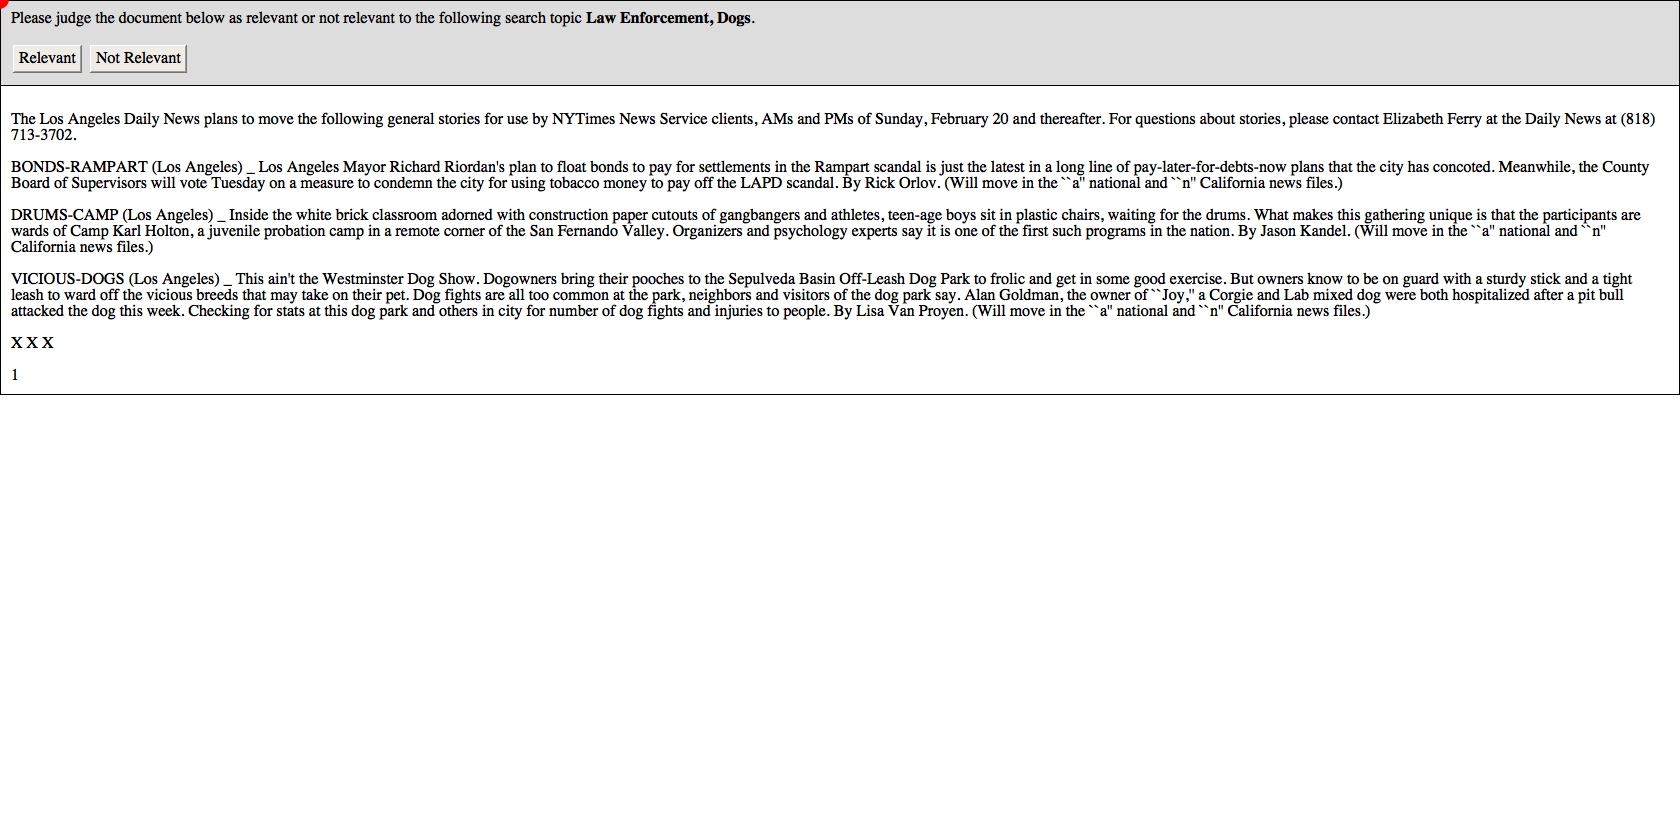 Please judge the document below as relevant or not relevant to the following search topic Law Enforcement, Dogs.
Relevant Not Relevant
The Los Angeles Daily News plans to move the following general stories for use by NYTimes News Service clients, AMs and PMs of Sunday, February 20 and thereafter. For questions about stories, please contact Elizabeth Ferry at the Daily News at (818)
713-3702.
BONDS-RAMPART (Los Angeles) _ Los Angeles Mayor Richard Riordan's plan to float bonds to pay for settlements in the Rampart scandal is just the latest in a long line of pay-later-for-debts-now plans that the city has concoted. Meanwhile, the County
Board of Supervisors will vote Tuesday on a measure to condemn the city for using tobacco money to pay off the LAPD scandal. By Rick Orlov. (Will move in the ``a'' national and ``n'' California news files.)
DRUMS-CAMP (Los Angeles) _ Inside the white brick classroom adorned with construction paper cutouts of gangbangers and athletes, teen-age boys sit in plastic chairs, waiting for the drums. What makes this gathering unique is that the participants are
wards of Camp Karl Holton, a juvenile probation camp in a remote corner of the San Fernando Valley. Organizers and psychology experts say it is one of the first such programs in the nation. By Jason Kandel. (Will move in the ``a'' national and ``n''
California news files.)
VICIOUS-DOGS (Los Angeles) _ This ain't the Westminster Dog Show. Dogowners bring their pooches to the Sepulveda Basin Off-Leash Dog Park to frolic and get in some good exercise. But owners know to be on guard with a sturdy stick and a tight
leash to ward off the vicious breeds that may take on their pet. Dog fights are all too common at the park, neighbors and visitors of the dog park say. Alan Goldman, the owner of ``Joy,'' a Corgie and Lab mixed dog were both hospitalized after a pit bull
attacked the dog this week. Checking for stats at this dog park and others in city for number of dog fights and injuries to people. By Lisa Van Proyen. (Will move in the ``a'' national and ``n'' California news files.)
X X X
1